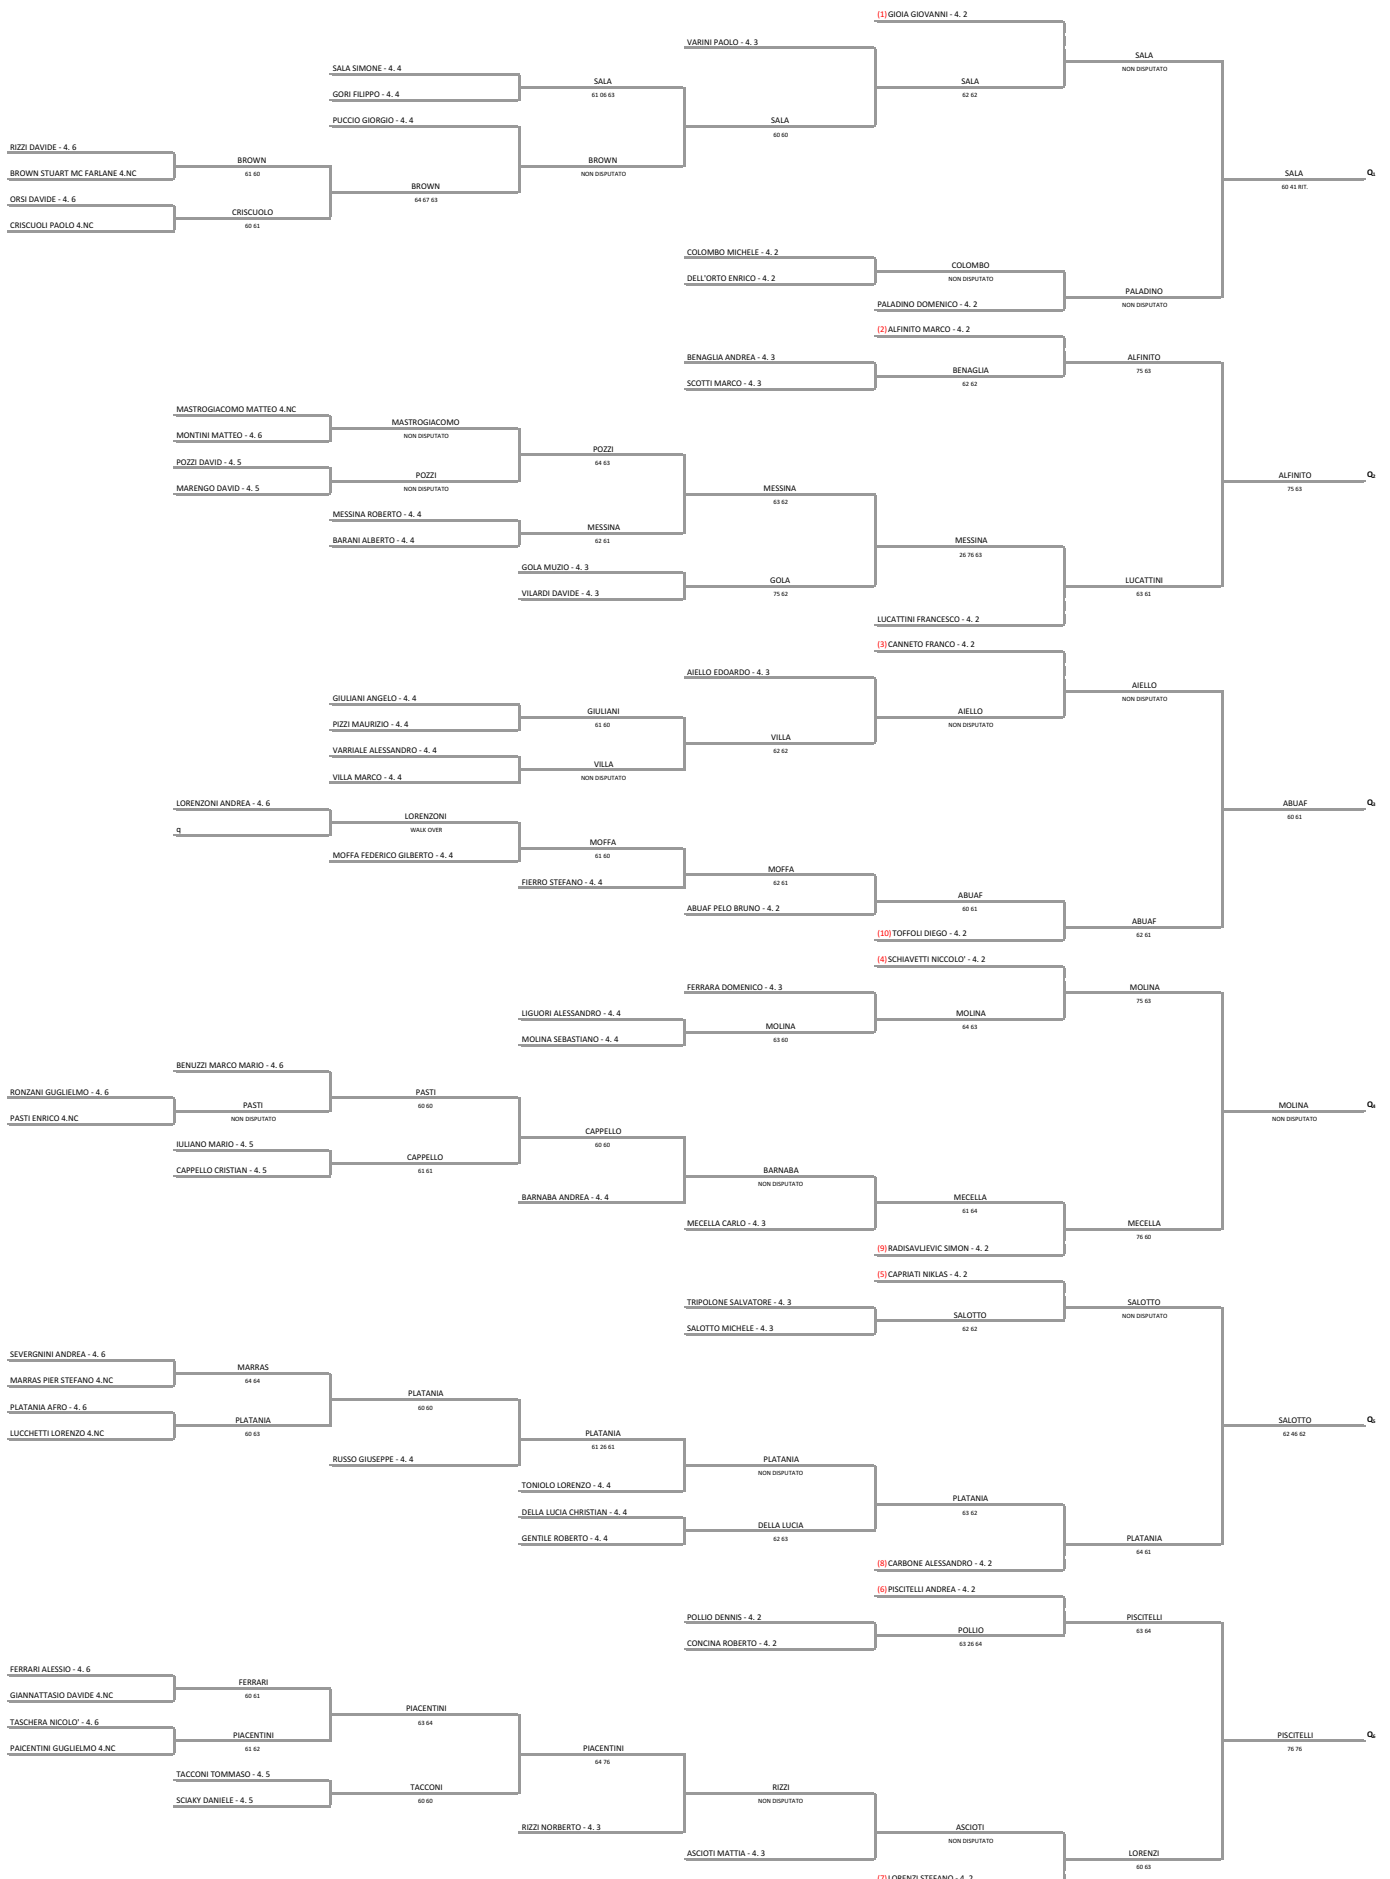 (1) GIOIA GIOVANNI - 4. 2
VARINI PAOLO - 4. 3
SALA
NON DISPUTATO
SALA SIMONE - 4. 4
SALA
61 06 63
SALA
62 62
GORI FILIPPO - 4. 4
PUCCIO GIORGIO - 4. 4
SALA
60 60
RIZZI DAVIDE - 4. 6
BROWN
61 60
BROWN
NON DISPUTATO
BROWN STUART MC FARLANE 4.NC
SALA
60 41 RIT.
Q1
BROWN
64 67 63
ORSI DAVIDE - 4. 6
CRISCUOLO
60 61
CRISCUOLI PAOLO 4.NC
COLOMBO MICHELE - 4. 2
COLOMBO
NON DISPUTATO
DELL'ORTO ENRICO - 4. 2
PALADINO
NON DISPUTATO
PALADINO DOMENICO - 4. 2
(2) ALFINITO MARCO - 4. 2
BENAGLIA ANDREA - 4. 3
ALFINITO
75 63
BENAGLIA
62 62
SCOTTI MARCO - 4. 3
MASTROGIACOMO MATTEO 4.NC
MASTROGIACOMO
NON DISPUTATO
MONTINI MATTEO - 4. 6
POZZI
64 63
POZZI DAVID - 4. 5
POZZI
NON DISPUTATO
ALFINITO
75 63
Q2
MARENGO DAVID - 4. 5
MESSINA
63 62
MESSINA ROBERTO - 4. 4
MESSINA
62 61
BARANI ALBERTO - 4. 4
MESSINA
26 76 63
GOLA MUZIO - 4. 3
GOLA
75 62
LUCATTINI
63 61
VILARDI DAVIDE - 4. 3
LUCATTINI FRANCESCO - 4. 2
(3) CANNETO FRANCO - 4. 2
AIELLO EDOARDO - 4. 3
AIELLO
NON DISPUTATO
GIULIANI ANGELO - 4. 4
GIULIANI
61 60
AIELLO
NON DISPUTATO
PIZZI MAURIZIO - 4. 4
VILLA
62 62
VARRIALE ALESSANDRO - 4. 4
VILLA
NON DISPUTATO
VILLA MARCO - 4. 4
LORENZONI ANDREA - 4. 6
ABUAF
60 61
Q3
LORENZONI
WALK OVER
q
MOFFA
61 60
MOFFA FEDERICO GILBERTO - 4. 4
MOFFA
62 61
FIERRO STEFANO - 4. 4
ABUAF
60 61
ABUAF PELO BRUNO - 4. 2
ABUAF
62 61
(10) TOFFOLI DIEGO - 4. 2
(4) SCHIAVETTI NICCOLO' - 4. 2
FERRARA DOMENICO - 4. 3
MOLINA
75 63
LIGUORI ALESSANDRO - 4. 4
MOLINA
64 63
MOLINA
63 60
MOLINA SEBASTIANO - 4. 4
BENUZZI MARCO MARIO - 4. 6
RONZANI GUGLIELMO - 4. 6
PASTI
60 60
PASTI
NON DISPUTATO
MOLINA
NON DISPUTATO
Q4
PASTI ENRICO 4.NC
CAPPELLO
60 60
IULIANO MARIO - 4. 5
CAPPELLO
61 61
CAPPELLO CRISTIAN - 4. 5
BARNABA
NON DISPUTATO
BARNABA ANDREA - 4. 4
MECELLA
61 64
MECELLA CARLO - 4. 3
MECELLA
76 60
(9) RADISAVLJEVIC SIMON - 4. 2
(5) CAPRIATI NIKLAS - 4. 2
TRIPOLONE SALVATORE - 4. 3
SALOTTO
NON DISPUTATO
SALOTTO
62 62
SALOTTO MICHELE - 4. 3
SEVERGNINI ANDREA - 4. 6
MARRAS
64 64
MARRAS PIER STEFANO 4.NC
PLATANIA
60 60
PLATANIA AFRO - 4. 6
PLATANIA
60 63
SALOTTO
62 46 62
Q5
LUCCHETTI LORENZO 4.NC
PLATANIA
61 26 61
RUSSO GIUSEPPE - 4. 4
PLATANIA
NON DISPUTATO
TONIOLO LORENZO - 4. 4
PLATANIA
63 62
DELLA LUCIA CHRISTIAN - 4. 4
DELLA LUCIA
62 63
GENTILE ROBERTO - 4. 4
PLATANIA
64 61
(8) CARBONE ALESSANDRO - 4. 2
(6) PISCITELLI ANDREA - 4. 2
POLLIO DENNIS - 4. 2
PISCITELLI
63 64
POLLIO
63 26 64
CONCINA ROBERTO - 4. 2
FERRARI ALESSIO - 4. 6
FERRARI
60 61
GIANNATTASIO DAVIDE 4.NC
PIACENTINI
63 64
TASCHERA NICOLO' - 4. 6
PIACENTINI
61 62
PISCITELLI
76 76
Q6
PAICENTINI GUGLIELMO 4.NC
PIACENTINI
64 76
TACCONI TOMMASO - 4. 5
TACCONI
60 60
RIZZI
NON DISPUTATO
SCIAKY DANIELE - 4. 5
RIZZI NORBERTO - 4. 3
ASCIOTI
NON DISPUTATO
ASCIOTI MATTIA - 4. 3
LORENZI
60 63
(7) LORENZI STEFANO - 4. 2